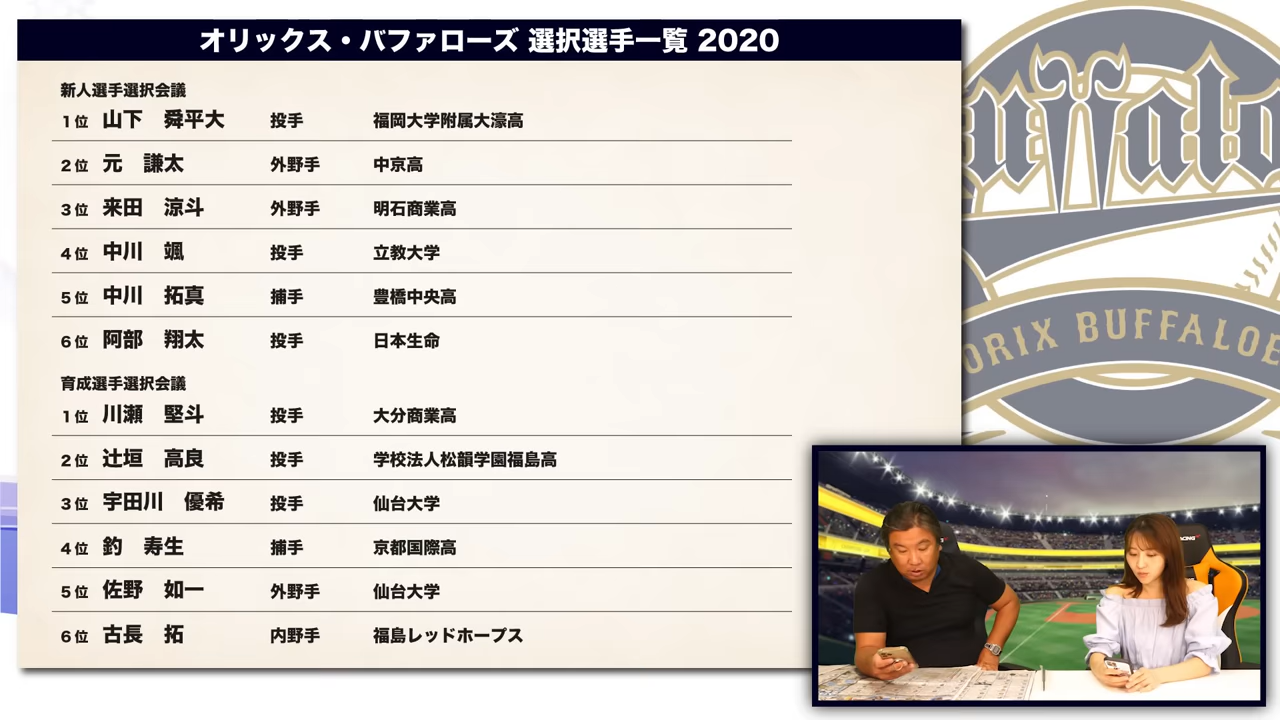 オリックス・バファローズ 選択選手一覧 2020
新人選手選択会議
1位 山下 舜平大 投手 福岡大学附属大濠高
2位 元 謙太 外野手 中京高
3位 来田 涼斗 外野手 明石商業高
4位 中川 颯 投手 立教大学
5位 中川 拓真 捕手 豊橋中央高
6位 阿部 翔太 投手 日本生命
育成選手選択会議
1位 川瀬 堅斗 投手 大分商業高
2位 辻垣 高良 投手 学校法人松韻学園福島高
3位 宇田川 優希 投手 仙台大学
4位 釣 寿生 捕手 京都国際高
5位 佐野 如一 外野手 仙台大学
6位 古長 拓 内野手 福島レッドホープス
uffalo
ORIX BUFFALOE